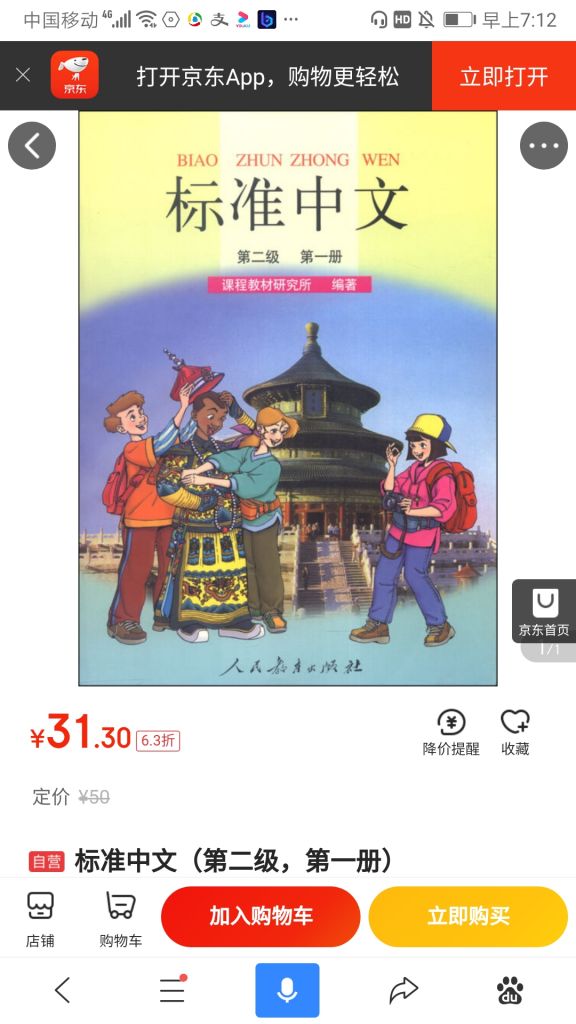 中国移动 4G HD 早上7:12
京东
打开京东App，购物更轻松
立即打开
BIAO ZHUN ZHONG WEN
标准中文
第二级 第一册
课程教材研究所 编著
人民教育出版社
京东首页
1/1
¥31.30 6.3折
降价提醒 收藏
定价 ¥50
自营 标准中文（第二级，第一册）
店铺 购物车 加入购物车 立即购买
du